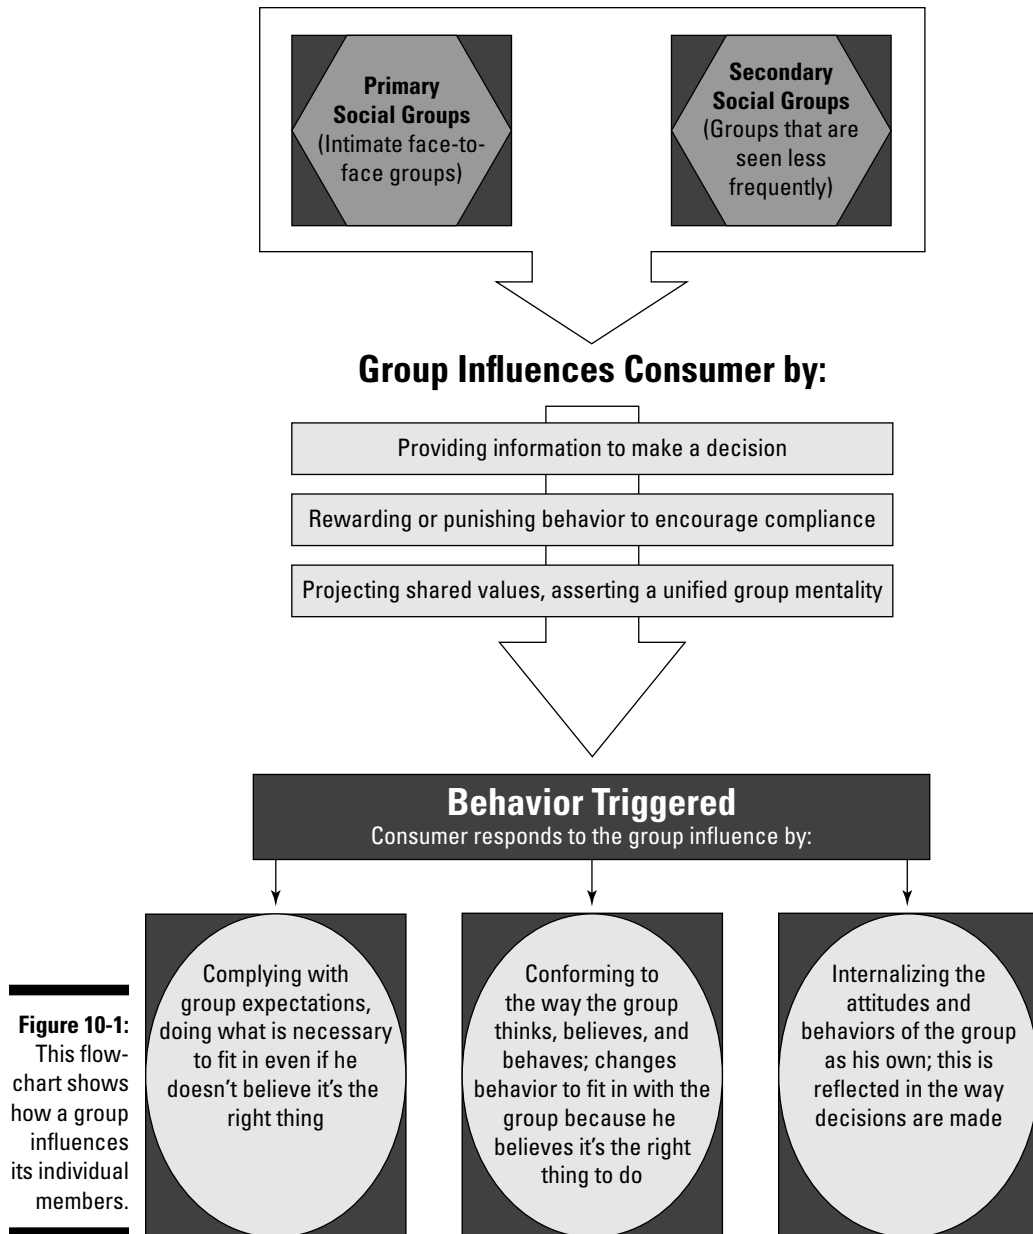 Primary
Social Groups
(Intimate face-to-
face groups)
Secondary
Social Groups
(Groups that are
seen less
frequently)
Group Influences Consumer by:
Providing information to make a decision
Rewarding or punishing behavior to encourage compliance
Projecting shared values, asserting a unified group mentality
Behavior Triggered
Consumer responds to the group influence by:
Complying with
group expectations,
doing what is necessary
to fit in even if he
doesn't believe it's the
right thing
Conforming to
the way the group
thinks, believes, and
behaves; changes
behavior to fit in with the
group because he
believes it's the right
thing to do
Internalizing the
attitudes and
behaviors of the group
as his own; this is
reflected in the way
decisions are made
Figure 10-1:
This flow-
chart shows
how a group
influences
its individual
members.